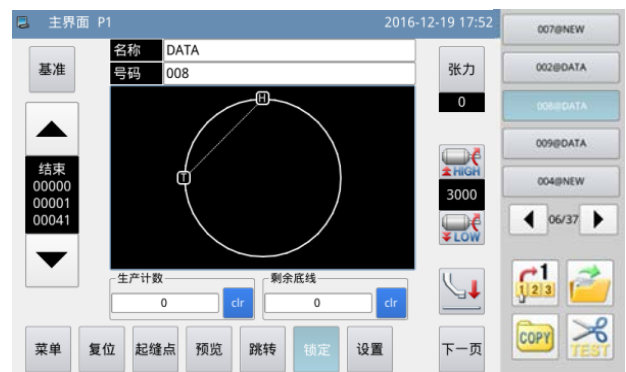 主界面 P1
2016-12-19 17:52
基准
名称 DATA
号码 008
张力
0
H
T
结束
00000
00001
00041
HIGH
3000
LOW
生产计数
0 clr
剩余底线
0 clr
菜单 复位 起缝点 预览 跳转 锁定 设置 下一页
007@NEW
002@DATA
008@DATA
009@DATA
004@NEW
06/37
1
1 2 3
COPY
TEST